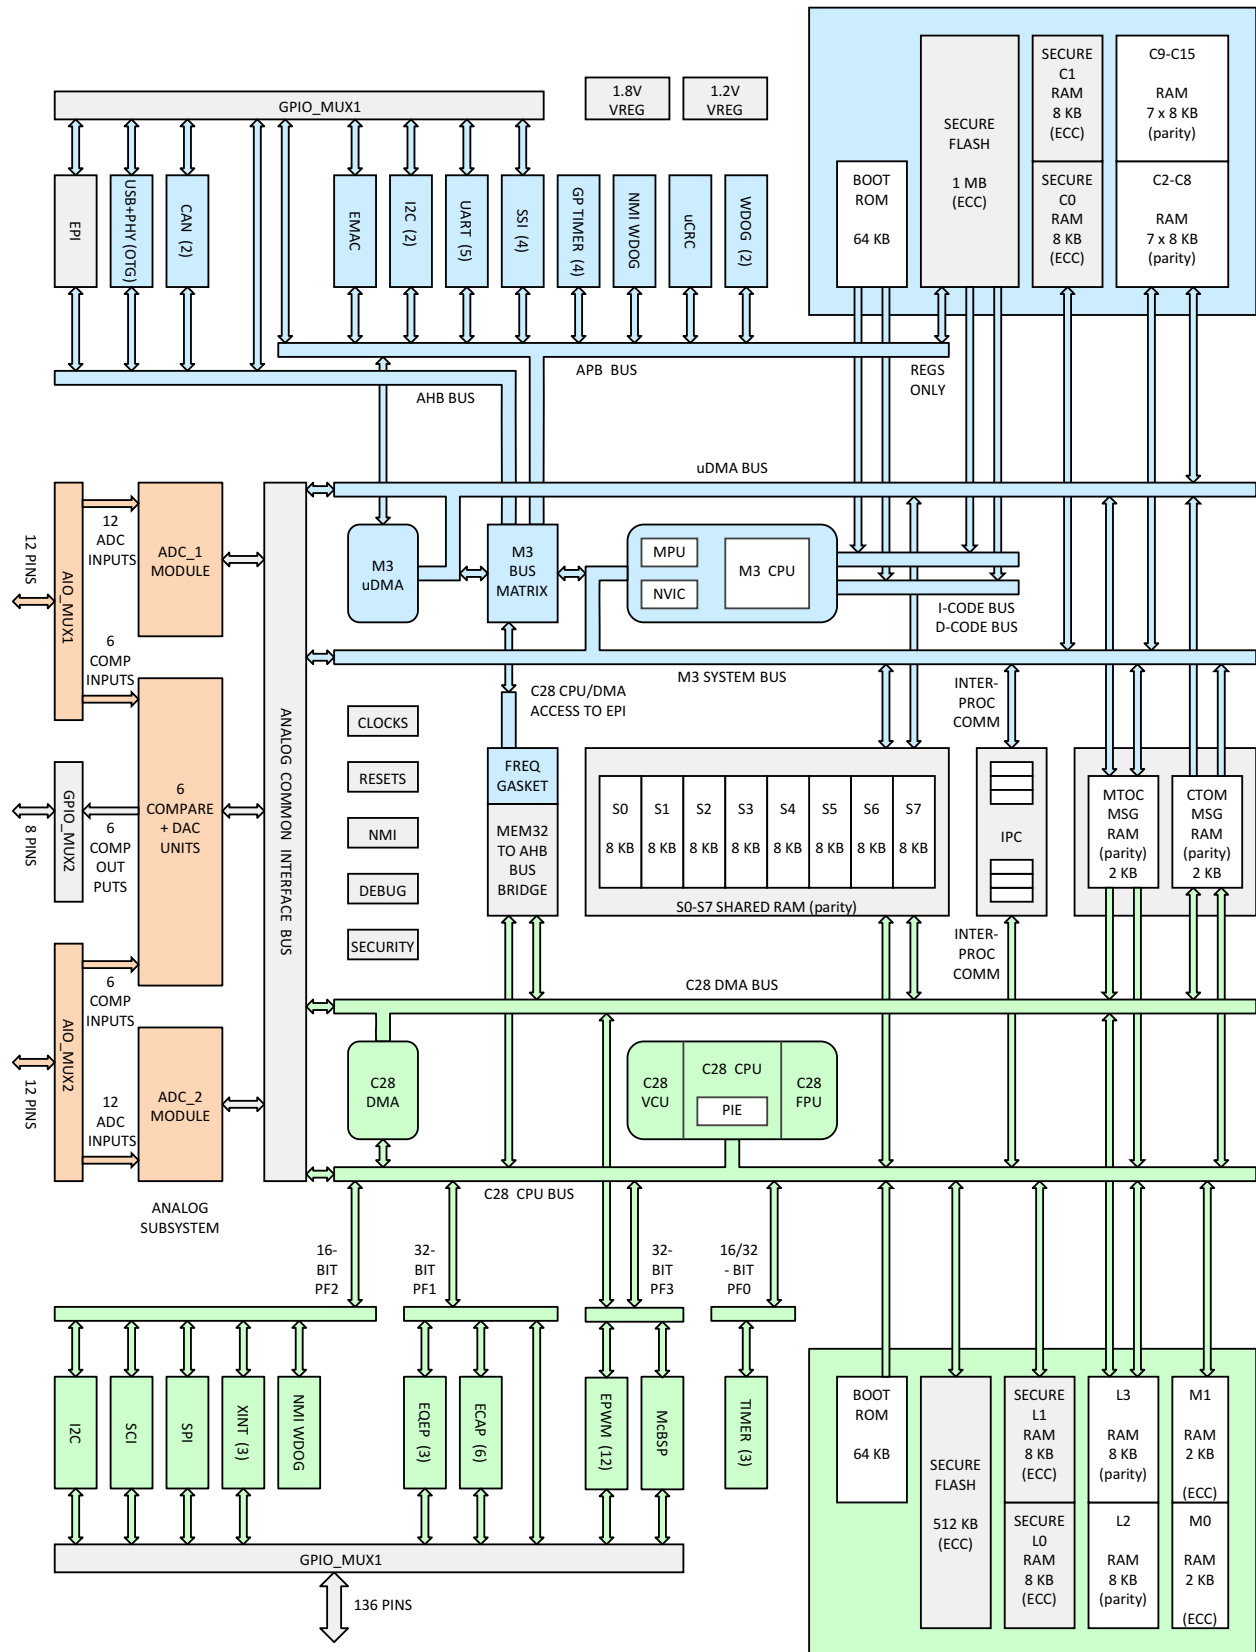 GPIO_MUX1
1.8V
VREG
1.2V
VREG
EPI
USB+PHY (OTG)
CAN (2)
EMAC
I2C (2)
UART (5)
SSI (4)
GP TIMER (4)
NMI WDOG
uCRC
WDOG (2)
BOOT
ROM
64 KB
SECURE
FLASH
1 MB
(ECC)
SECURE
C1
RAM
8 KB
(ECC)
SECURE
C0
RAM
8 KB
(ECC)
C9-C15
RAM
7 x 8 KB
(parity)
C2-C8
RAM
7 x 8 KB
(parity)
APB BUS
REGS
ONLY
AHB BUS
uDMA BUS
12 PINS
AIO_MUX1
12
ADC
INPUTS
ADC_1
MODULE
6
COMP
INPUTS
ANALOG COMMON INTERFACE BUS
M3
uDMA
M3
BUS
MATRIX
MPU
NVIC
M3 CPU
I-CODE BUS
D-CODE BUS
M3 SYSTEM BUS
C28 CPU/DMA
ACCESS TO EPI
INTER-
PROC
COMM
CLOCKS
RESETS
NMI
DEBUG
SECURITY
FREQ
GASKET
MEM32
TO AHB
BUS
BRIDGE
S0
8 KB
S1
8 KB
S2
8 KB
S3
8 KB
S4
8 KB
S5
8 KB
S6
8 KB
S7
8 KB
S0-S7 SHARED RAM (parity)
IPC
MTOC
MSG
RAM
(parity)
2 KB
CTOM
MSG
RAM
(parity)
2 KB
INTER-
PROC
COMM
8 PINS
GPIO_MUX2
6
COMP
OUT
PUTS
6
COMPARE
+ DAC
UNITS
6
COMP
INPUTS
AIO_MUX2
12 PINS
12
ADC
INPUTS
ADC_2
MODULE
ANALOG
SUBSYSTEM
C28 DMA BUS
C28
DMA
C28
VCU
C28 CPU
PIE
C28
FPU
C28 CPU BUS
16-
BIT
PF2
32-
BIT
PF1
32-
BIT
PF3
16/32
- BIT
PF0
I2C
SCI
SPI
XINT (3)
NMI WDOG
EQEP (3)
ECAP (6)
EPWM (12)
McBSP
TIMER (3)
BOOT
ROM
64 KB
SECURE
FLASH
512 KB
(ECC)
SECURE
L1
RAM
8 KB
(ECC)
SECURE
L0
RAM
8 KB
(ECC)
L3
RAM
8 KB
(parity)
L2
RAM
8 KB
(parity)
M1
RAM
2 KB
(ECC)
M0
RAM
2 KB
(ECC)
GPIO_MUX1
136 PINS